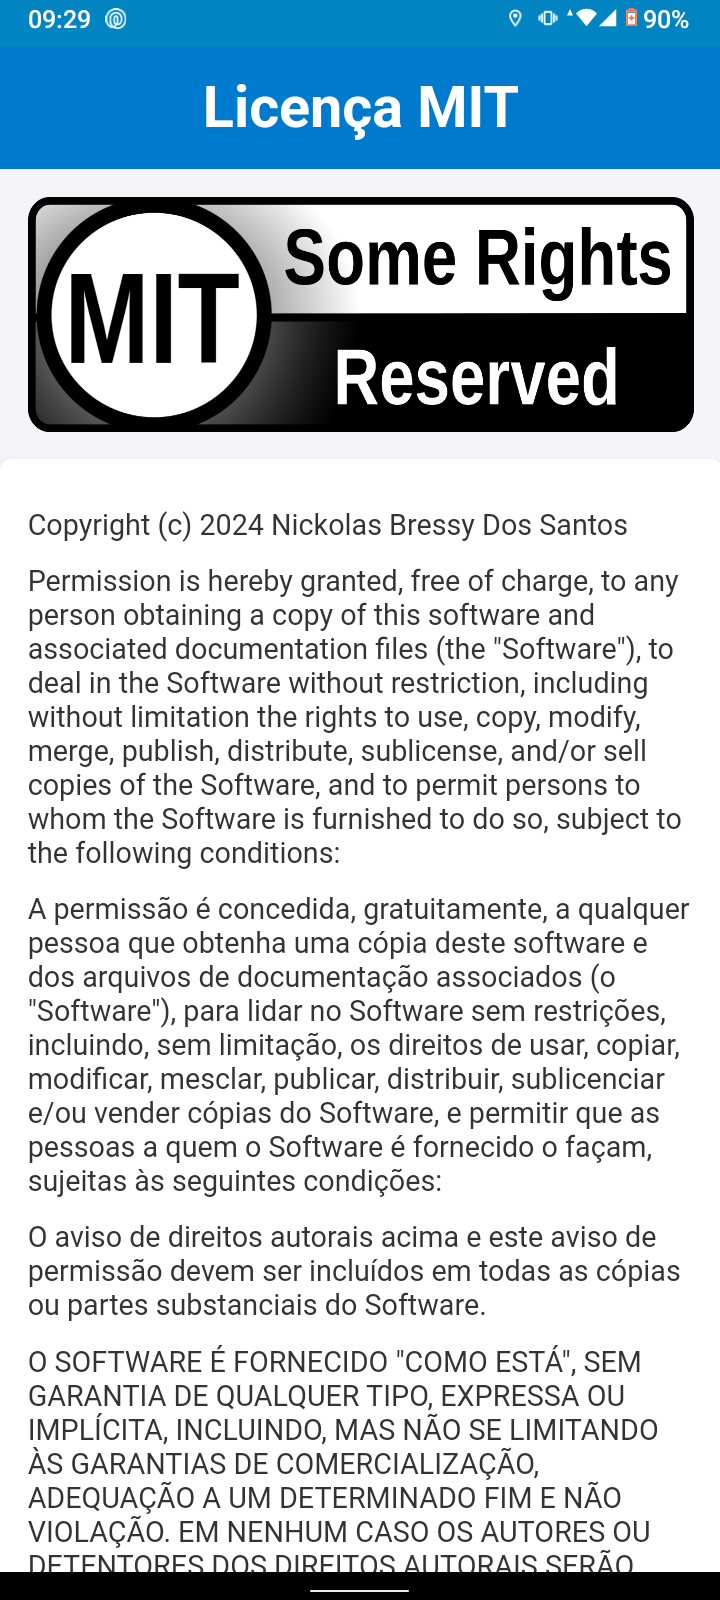 09:29
90%
Licença MIT
MIT
Some Rights
Reserved
Copyright (c) 2024 Nickolas Bressy Dos Santos
Permission is hereby granted, free of charge, to any
person obtaining a copy of this software and
associated documentation files (the "Software"), to
deal in the Software without restriction, including
without limitation the rights to use, copy, modify,
merge, publish, distribute, sublicense, and/or sell
copies of the Software, and to permit persons to
whom the Software is furnished to do so, subject to
the following conditions:
A permissão é concedida, gratuitamente, a qualquer
pessoa que obtenha uma cópia deste software e
dos arquivos de documentação associados (o
"Software"), para lidar no Software sem restrições,
incluindo, sem limitação, os direitos de usar, copiar,
modificar, mesclar, publicar, distribuir, sublicenciar
e/ou vender cópias do Software, e permitir que as
pessoas a quem o Software é fornecido o façam,
sujeitas às seguintes condições:
O aviso de direitos autorais acima e este aviso de
permissão devem ser incluídos em todas as cópias
ou partes substanciais do Software.
O SOFTWARE É FORNECIDO "COMO ESTÁ", SEM
GARANTIA DE QUALQUER TIPO, EXPRESSA OU
IMPLÍCITA, INCLUINDO, MAS NÃO SE LIMITANDO
ÀS GARANTIAS DE COMERCIALIZAÇÃO,
ADEQUAÇÃO A UM DETERMINADO FIM E NÃO
VIOLAÇÃO. EM NENHUM CASO OS AUTORES OU
DETENTORES DOS DIREITOS AUTORAIS SERÃO